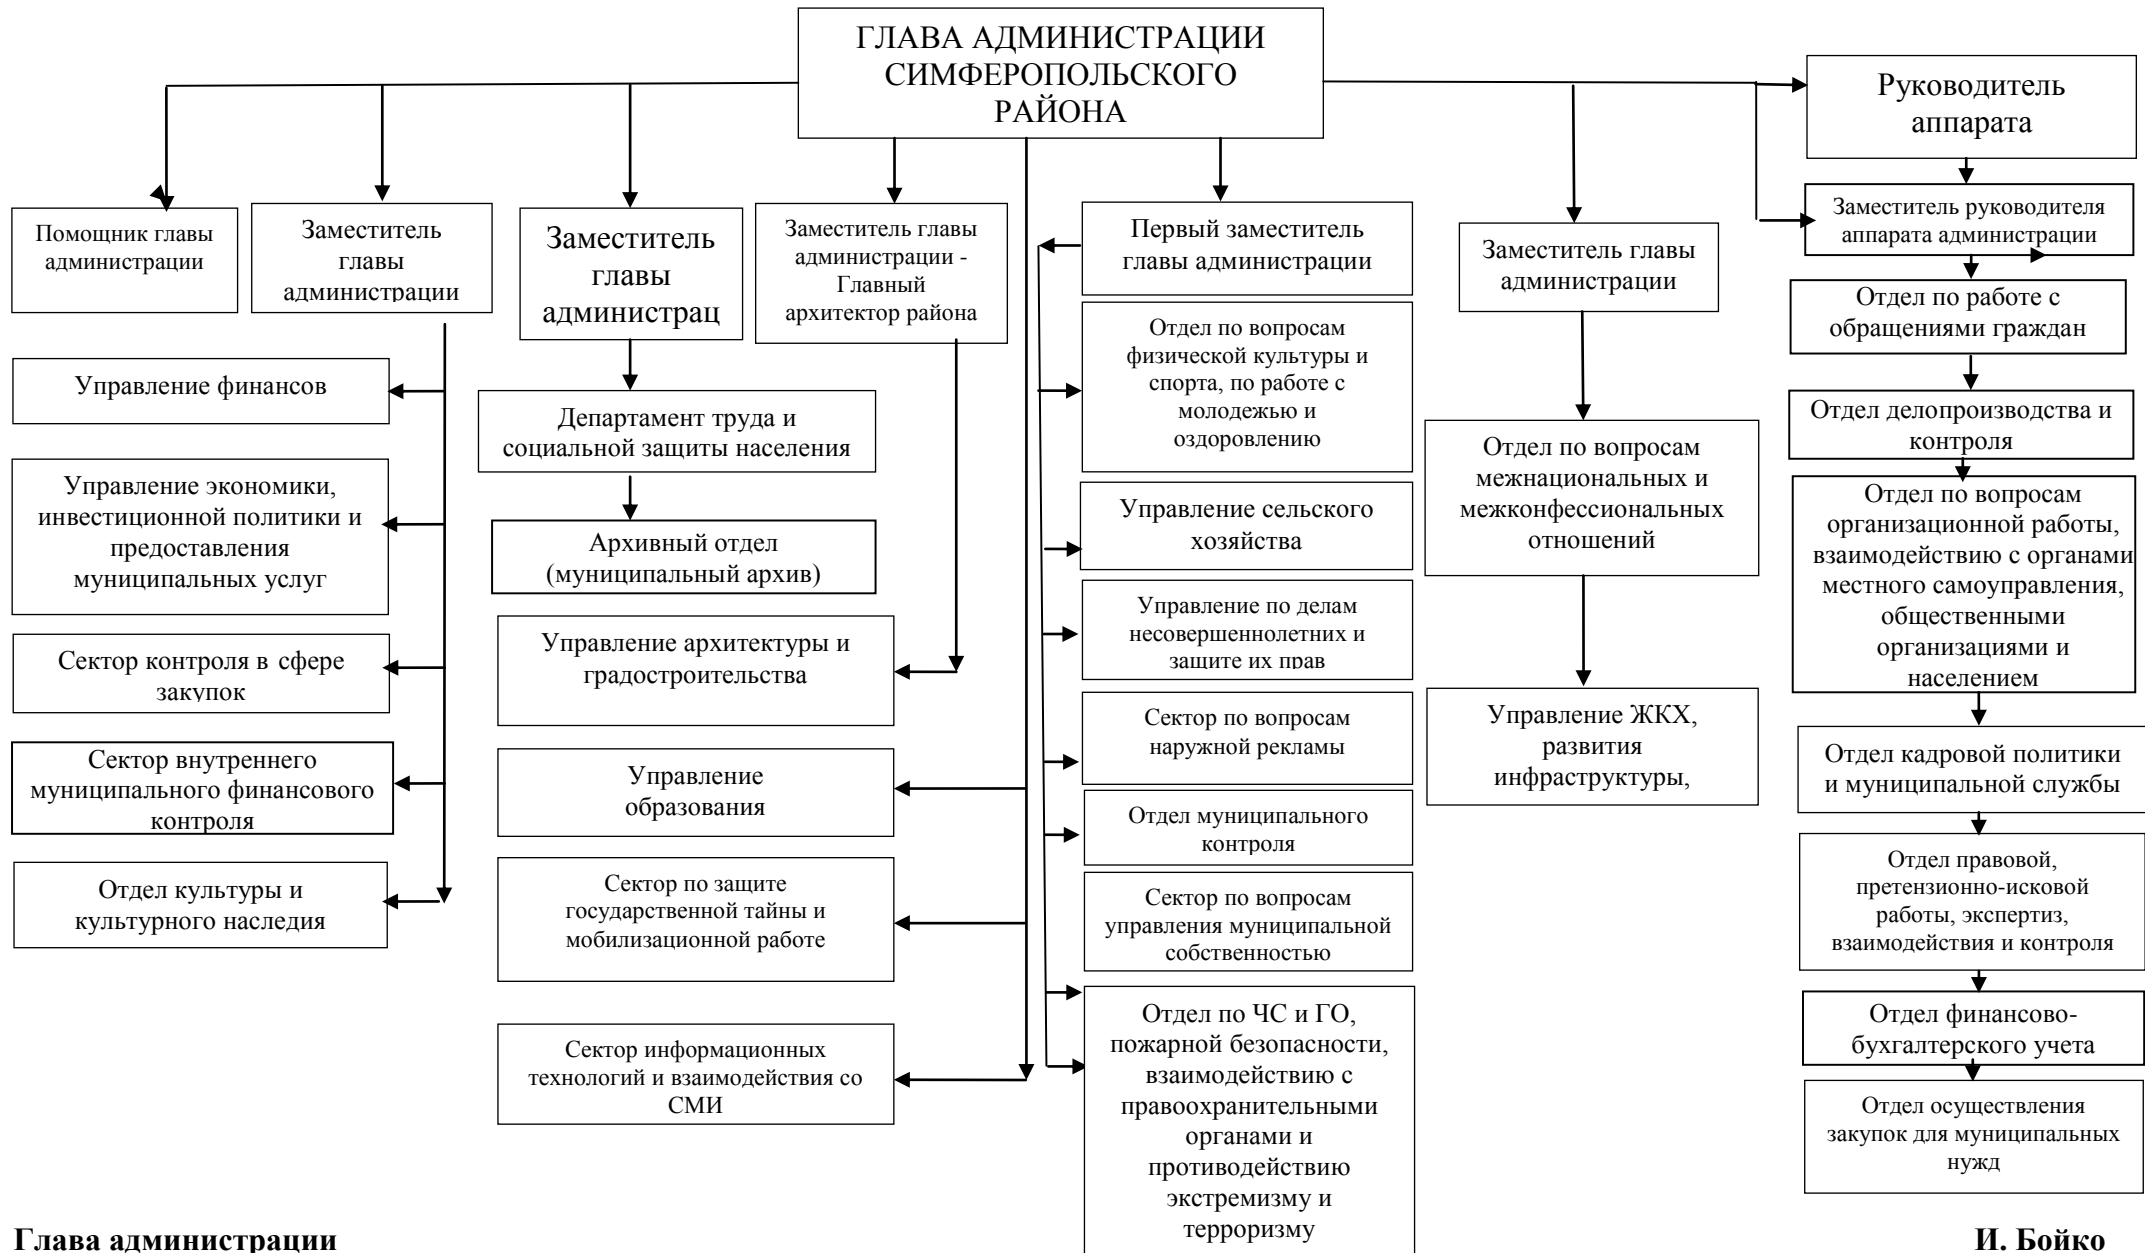 ГЛАВА АДМИНИСТРАЦИИ
СИМФЕРОПОЛЬСКОГО
РАЙОНА
Руководитель
аппарата
Помощник главы
администрации
Заместитель
главы
администрации
Заместитель
главы
администрац
Заместитель главы
администрации -
Главный
архитектор района
Первый заместитель
главы администрации
Заместитель главы
администрации
Заместитель руководителя
аппарата администрации
Управление финансов
Управление экономики,
инвестиционной политики и
предоставления
муниципальных услуг
Сектор контроля в сфере
закупок
Сектор внутреннего
муниципального финансового
контроля
Отдел культуры и
культурного наследия
Департамент труда и
социальной защиты населения
Архивный отдел
(муниципальный архив)
Управление архитектуры и
градостроительства
Управление
образования
Сектор по защите
государственной тайны и
мобилизационной работе
Сектор информационных
технологий и взаимодействия со
СМИ
Отдел по вопросам
физической культуры и
спорта, по работе с
молодежью и
оздоровлению
Управление сельского
хозяйства
Управление по делам
несовершеннолетних и
защите их прав
Сектор по вопросам
наружной рекламы
Отдел муниципального
контроля
Сектор по вопросам
управления муниципальной
собственностью
Отдел по ЧС и ГО,
пожарной безопасности,
взаимодействию с
правоохранительными
органами и
противодействию
экстремизму и
терроризму
Отдел по вопросам
межнациональных и
межконфессиональных
отношений
Управление ЖКХ,
развития
инфраструктуры,
Отдел по работе с
обращениями граждан
Отдел делопроизводства и
контроля
Отдел по вопросам
организационной работы,
взаимодействию с органами
местного самоуправления,
общественными
организациями и
населением
Отдел кадровой политики
и муниципальной службы
Отдел правовой,
претензионно-исковой
работы, экспертиз,
взаимодействия и контроля
Отдел финансово-
бухгалтерского учета
Отдел осуществления
закупок для муниципальных
нужд
Глава администрации
И. Бойко